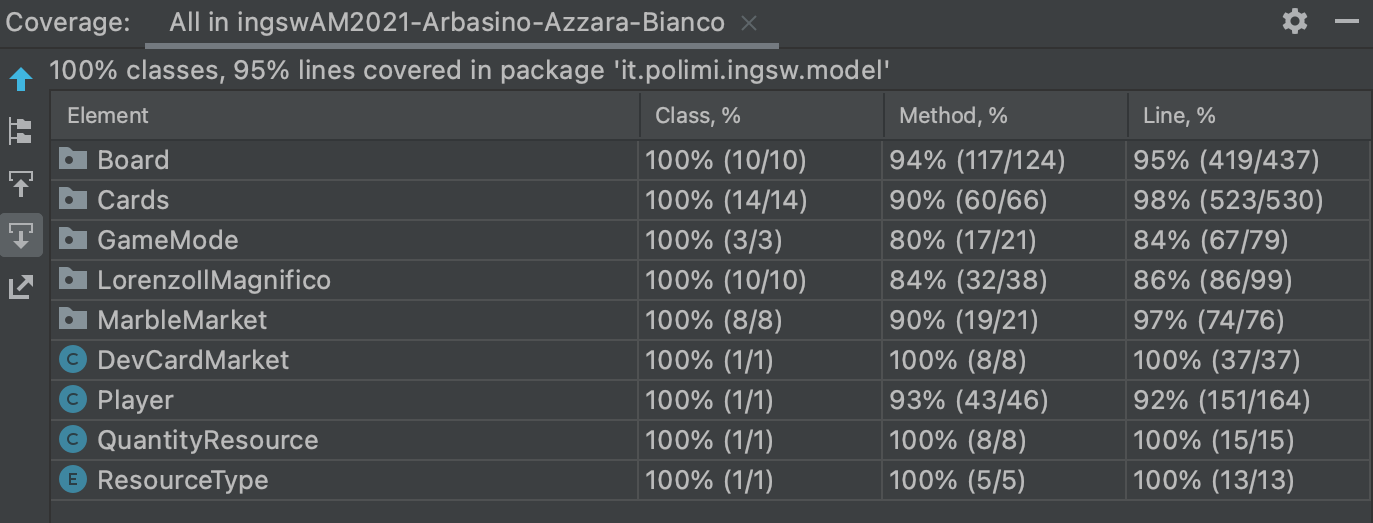 Coverage: All in ingswAM2021-Arbasino-Azzara-Bianco
100% classes, 95% lines covered in package 'it.polimi.ingsw.model'
Element Class, % Method, % Line, %
Board 100% (10/10) 94% (117/124) 95% (419/437)
Cards 100% (14/14) 90% (60/66) 98% (523/530)
GameMode 100% (3/3) 80% (17/21) 84% (67/79)
LorenzoIlMagnifico 100% (10/10) 84% (32/38) 86% (86/99)
MarbleMarket 100% (8/8) 90% (19/21) 97% (74/76)
C DevCardMarket 100% (1/1) 100% (8/8) 100% (37/37)
C Player 100% (1/1) 93% (43/46) 92% (151/164)
C QuantityResource 100% (1/1) 100% (8/8) 100% (15/15)
E ResourceType 100% (1/1) 100% (5/5) 100% (13/13)